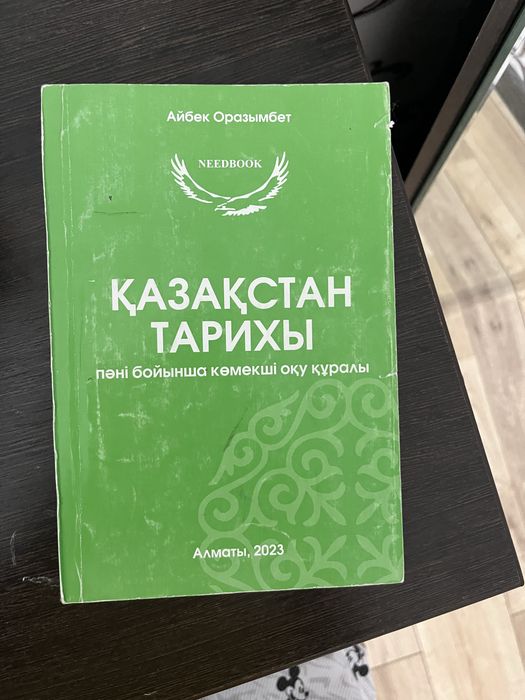 Айбек Оразымбет
NEEDBOOK
ҚАЗАҚСТАН
ТАРИХЫ
пәні бойынша көмекші оқу құралы
Алматы, 2023